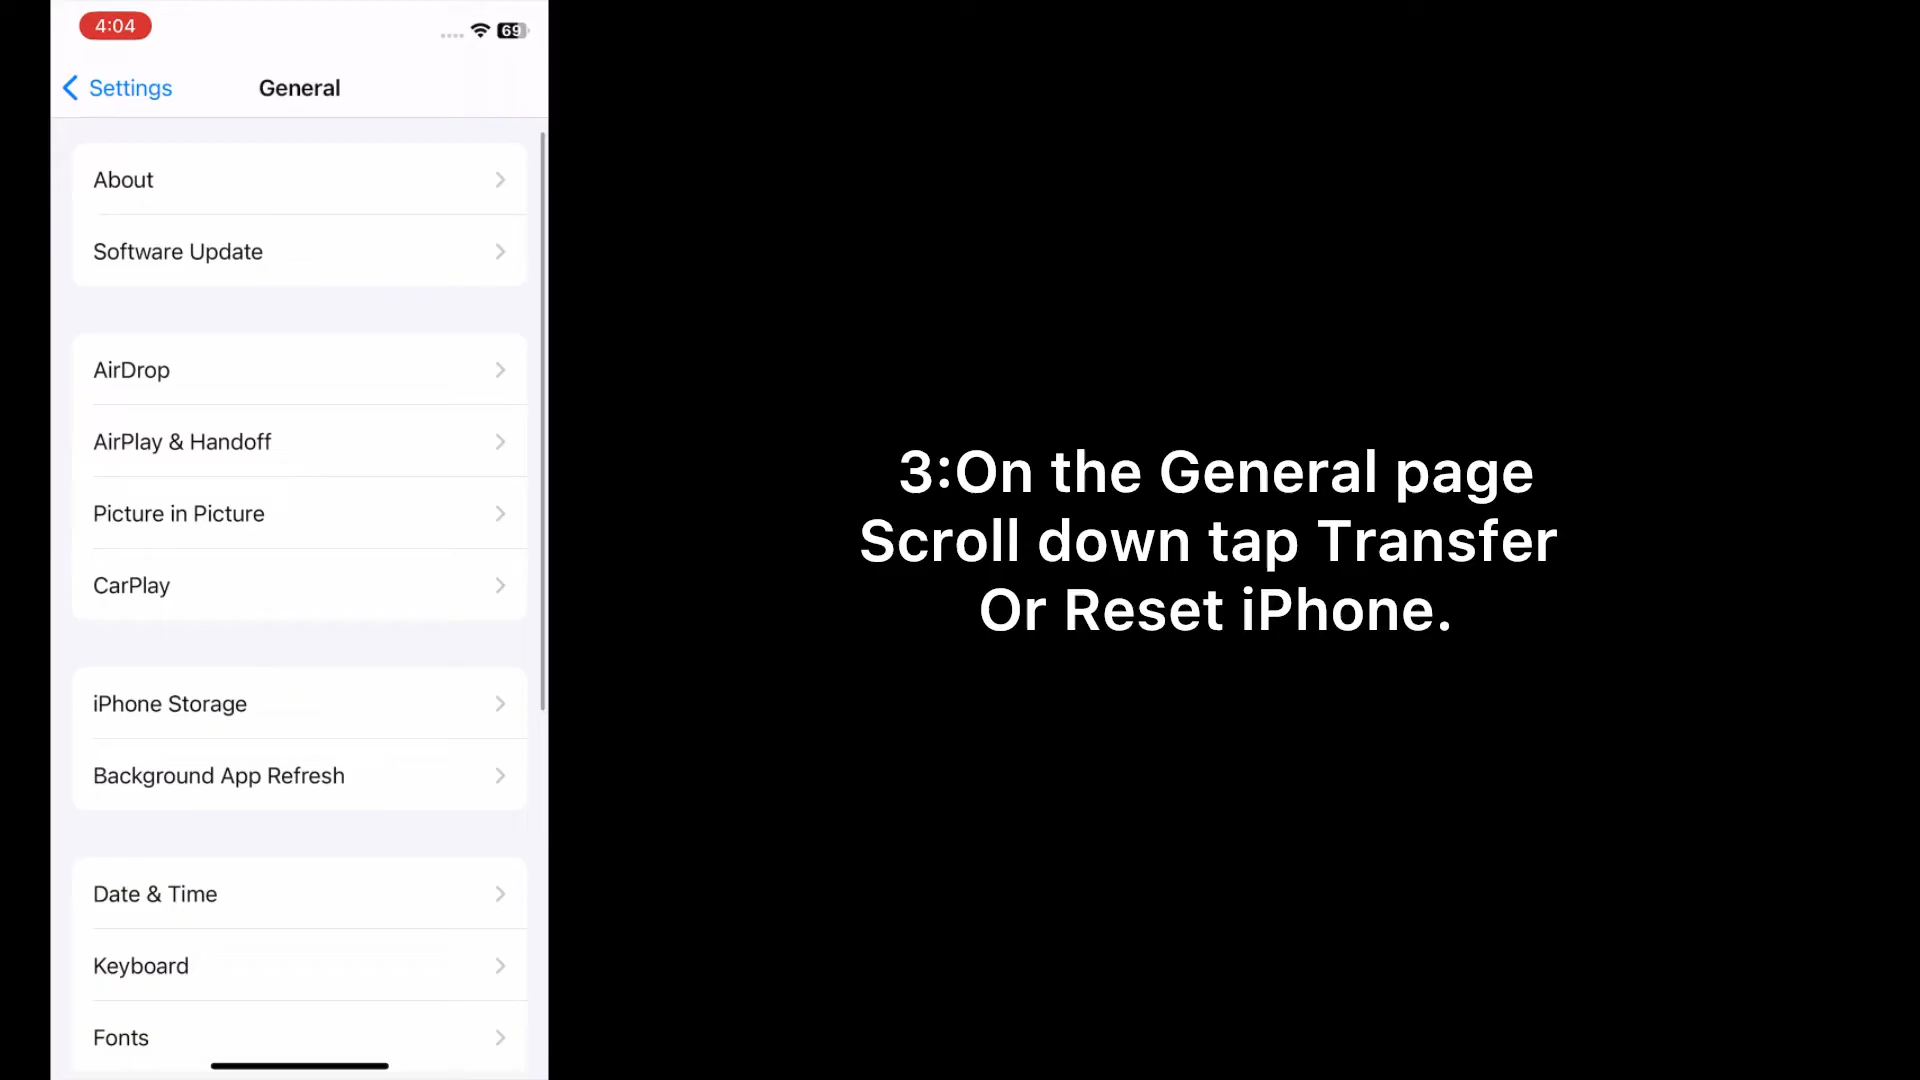 4:04
69
Settings
General
About
Software Update
AirDrop
AirPlay & Handoff
Picture in Picture
CarPlay
iPhone Storage
Background App Refresh
Date & Time
Keyboard
Fonts
3:On the General page
Scroll down tap Transfer
Or Reset iPhone.